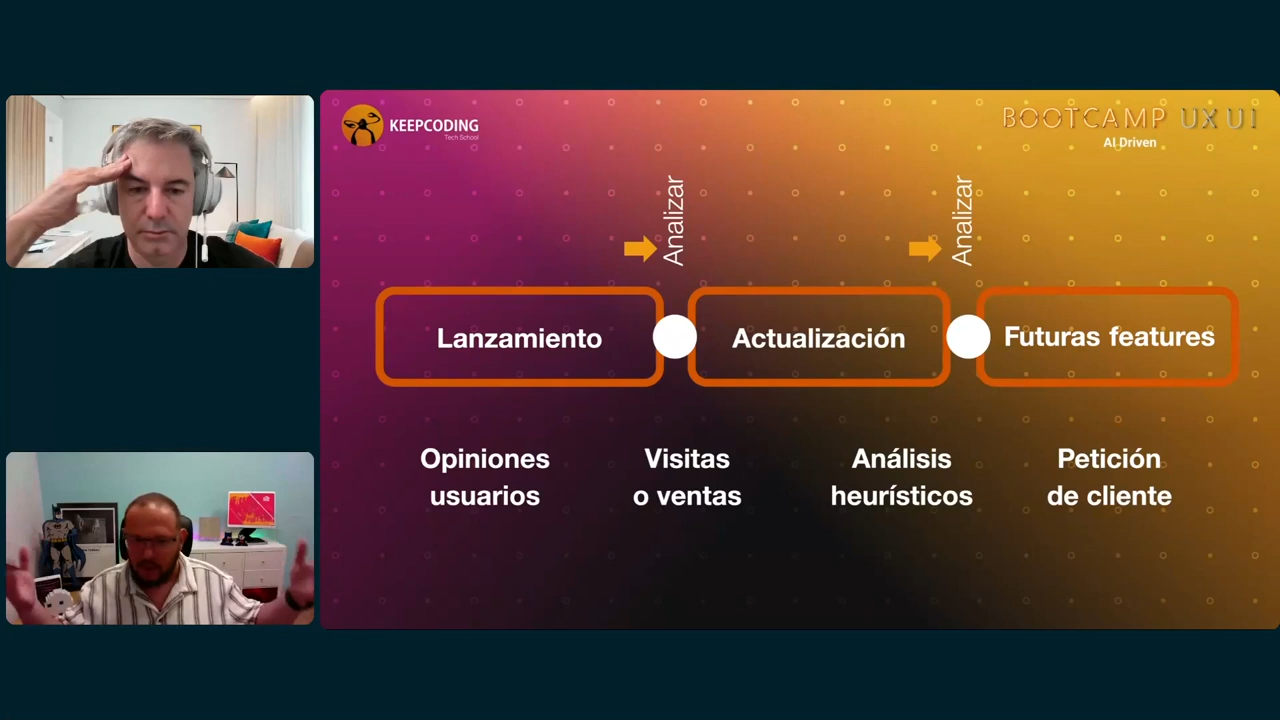 KEEPCODING
Tech School
BOOTCAMP UX UI
AI Driven
Analizar
Analizar
Lanzamiento
Actualización
Futuras features
Opiniones
usuarios
Visitas
o ventas
Análisis
heurísticos
Petición
de cliente